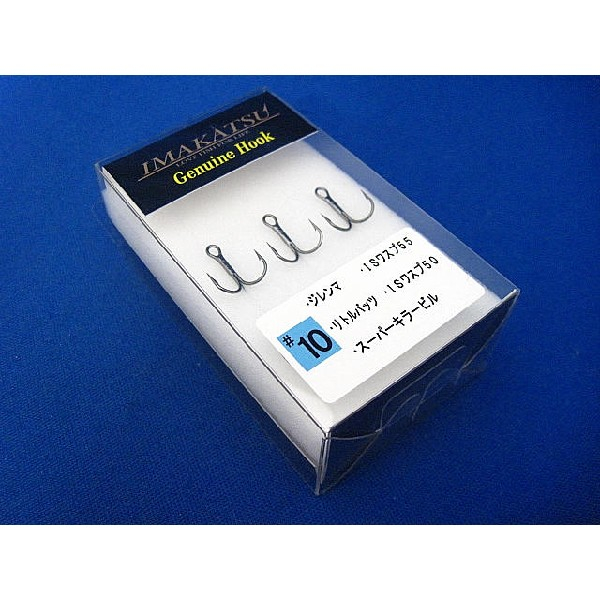 IMAKATSU
Genuine Hook
・ジレンマ ・ISワスプ55
・リトルバッツ ・ISワスプ50
・スーパーキラービル
#10